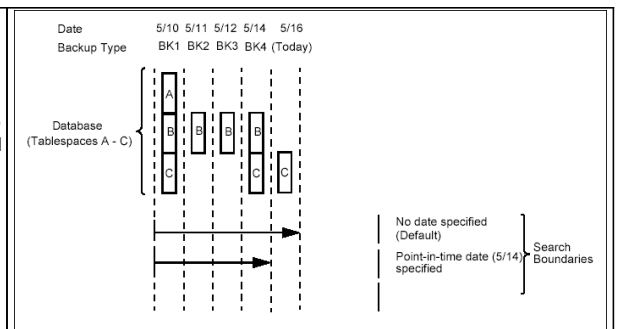 Date 5/10 5/11 5/12 5/14 5/16
Backup Type BK1 BK2 BK3 BK4 (Today)
A
Database
(Tablespaces A - C)
B B B B
C C C
No date specified
(Default)
Point-in-time date (5/14)
specified
Search
Boundaries